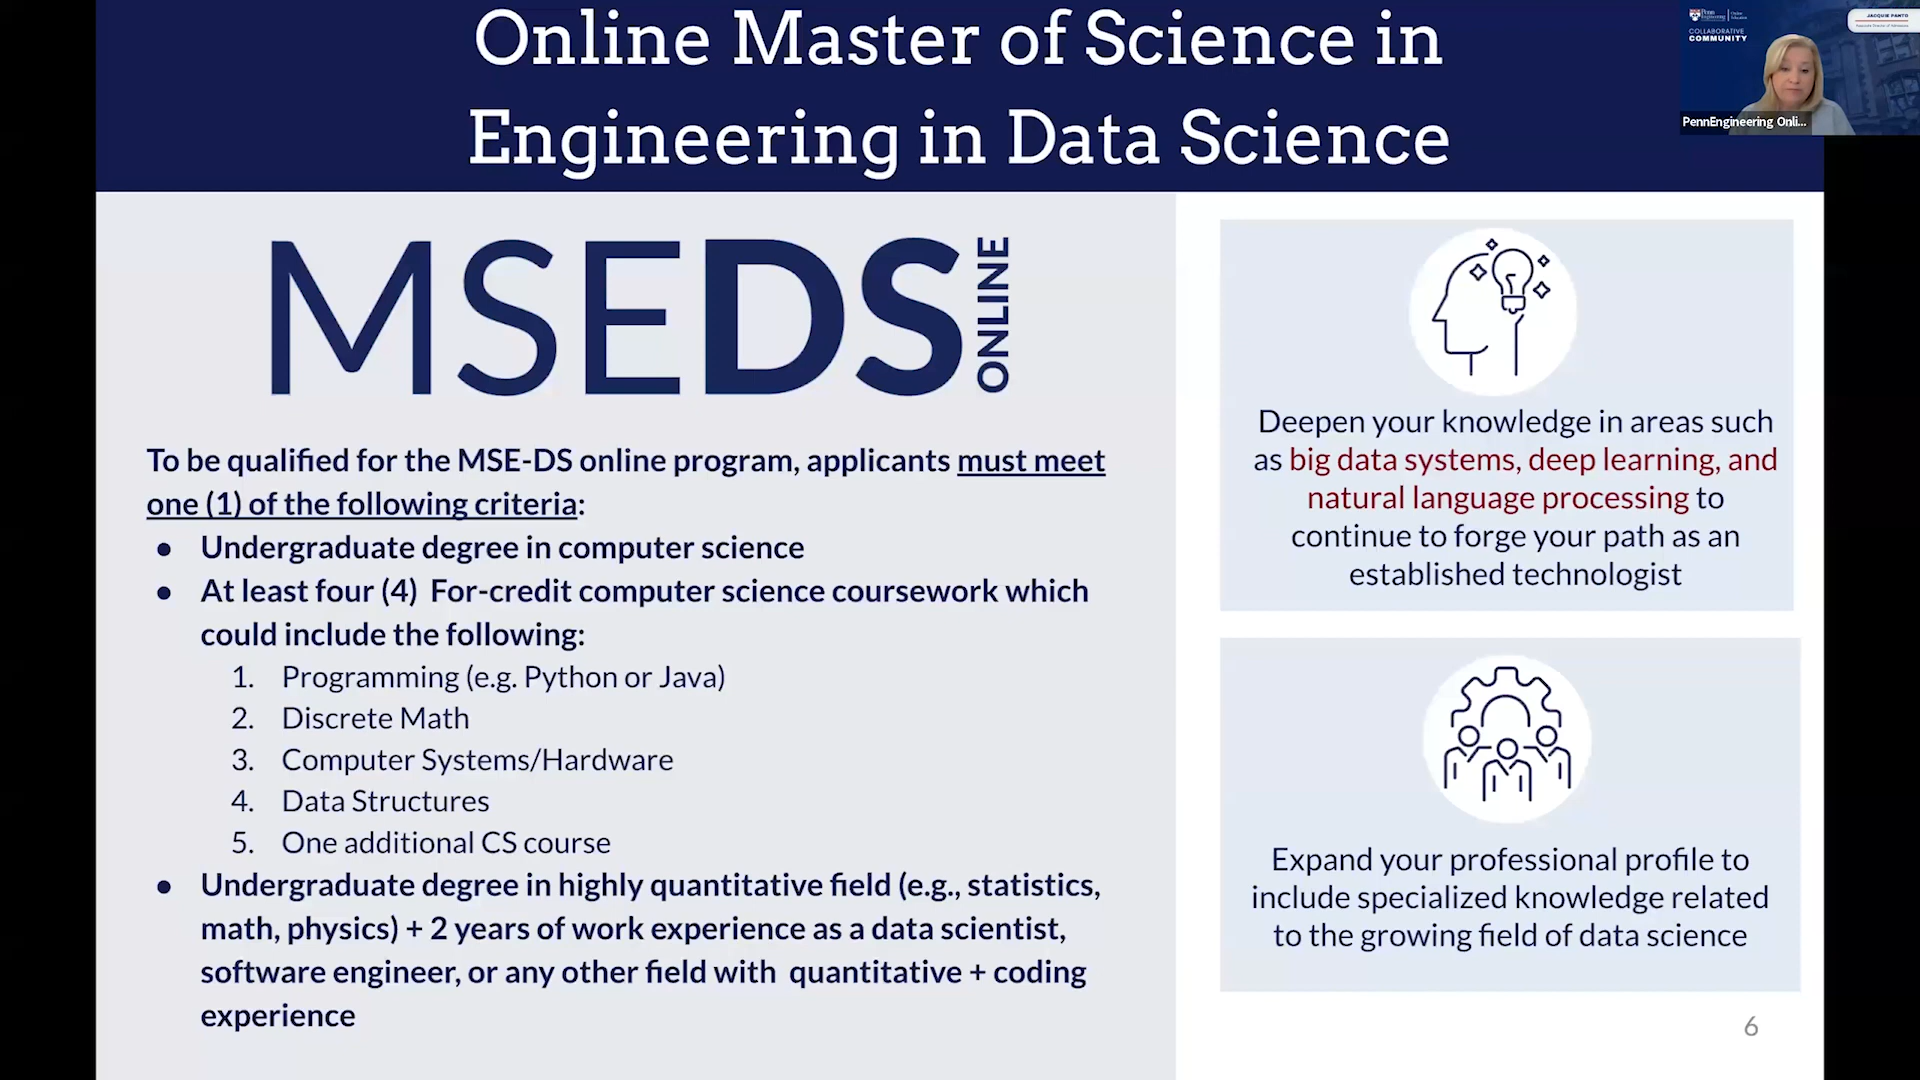 Online Master of Science in
Engineering in Data Science
Penn Engineering | Online
COLLABORATIVE
COMMUNITY
JACQUIE PANTO
PennEngineering Onli...
MSEDS ONLINE
To be qualified for the MSE-DS online program, applicants must meet
one (1) of the following criteria:
● Undergraduate degree in computer science
● At least four (4) For-credit computer science coursework which
could include the following:
1. Programming (e.g. Python or Java)
2. Discrete Math
3. Computer Systems/Hardware
4. Data Structures
5. One additional CS course
● Undergraduate degree in highly quantitative field (e.g., statistics,
math, physics) + 2 years of work experience as a data scientist,
software engineer, or any other field with quantitative + coding
experience
Deepen your knowledge in areas such
as big data systems, deep learning, and
natural language processing to
continue to forge your path as an
established technologist
Expand your professional profile to
include specialized knowledge related
to the growing field of data science
6